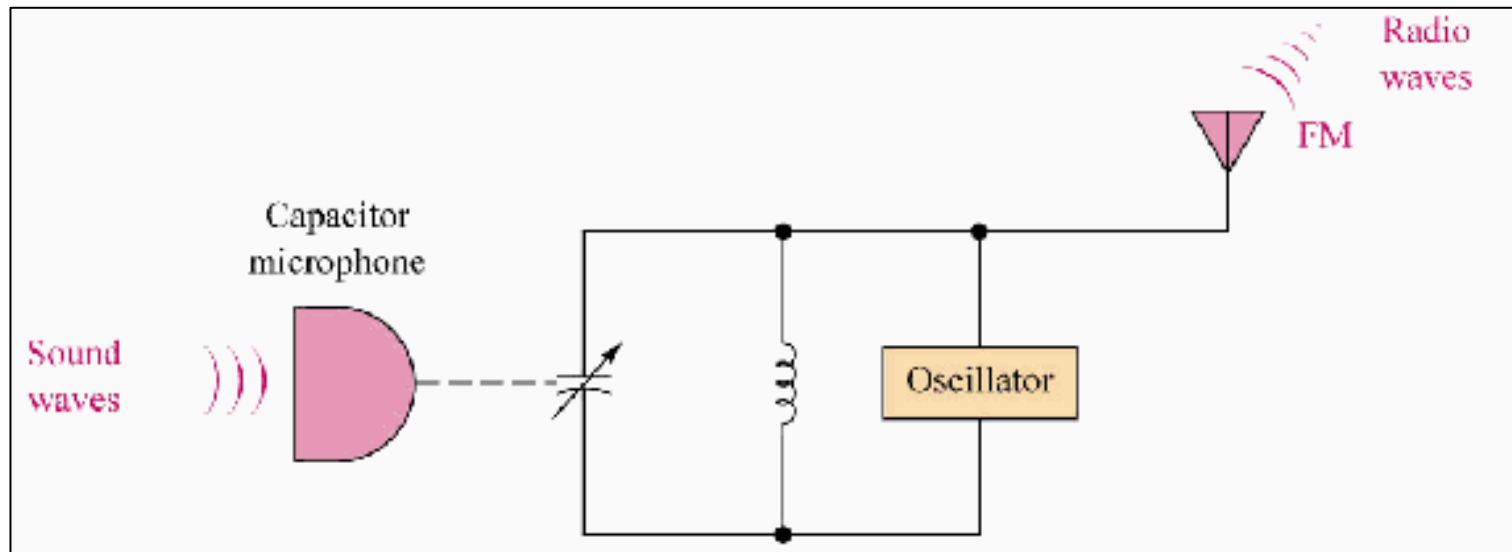 Radio
waves
FM
Capacitor
microphone
Sound
waves
Oscillator